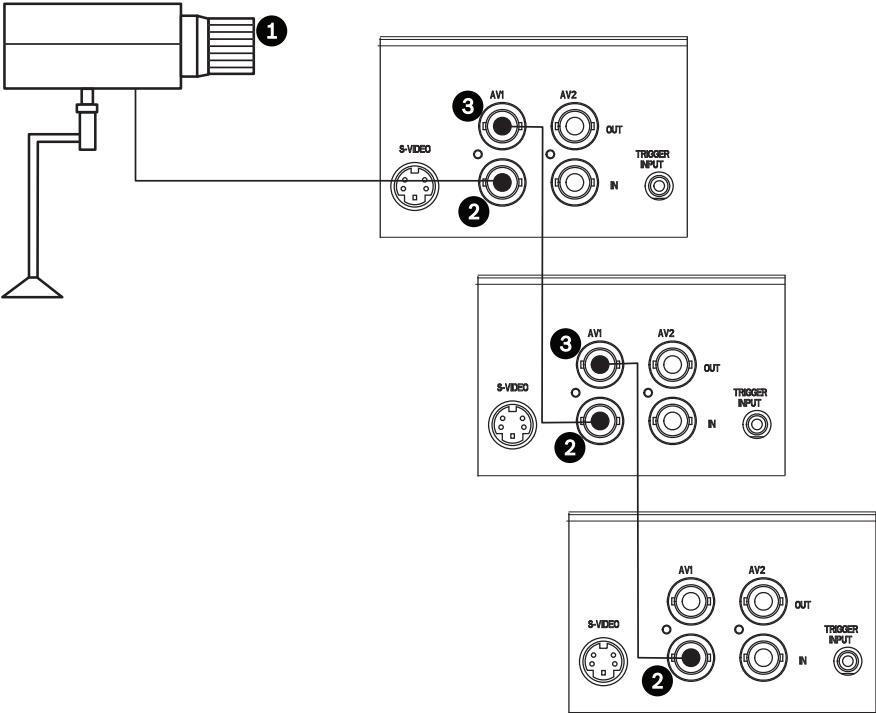 1
3
AV1
AV2
OUT
S-VIDEO
TRIGGER
INPUT
IN
2
3
AV1
AV2
OUT
S-VIDEO
TRIGGER
INPUT
IN
2
AV1
AV2
OUT
S-VIDEO
TRIGGER
INPUT
IN
2